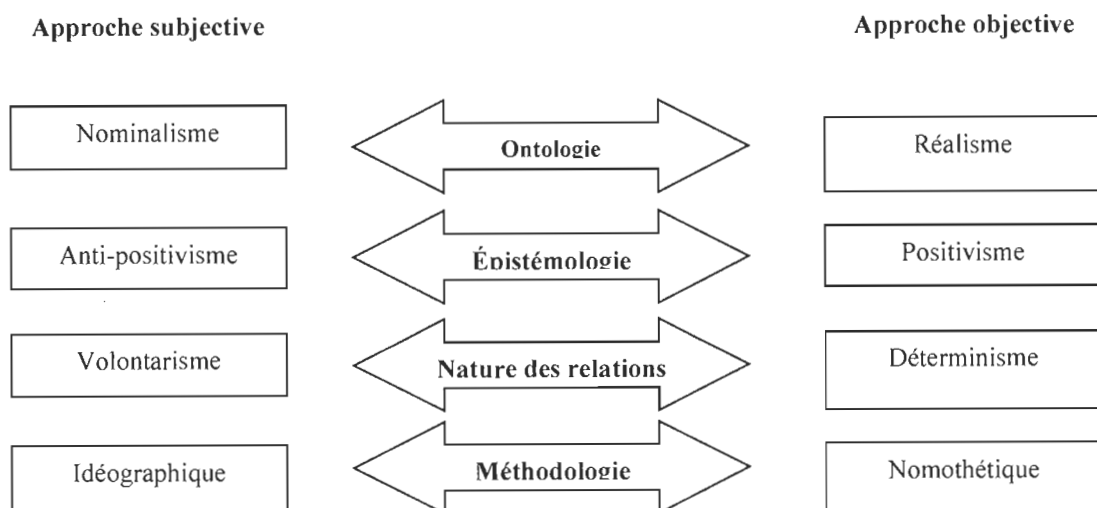 Approche subjective
Approche objective
Nominalisme
Ontologie
Réalisme
Anti-positivisme
Épistémologie
Positivisme
Volontarisme
Nature des relations
Déterminisme
Idéographique
Méthodologie
Nomothétique